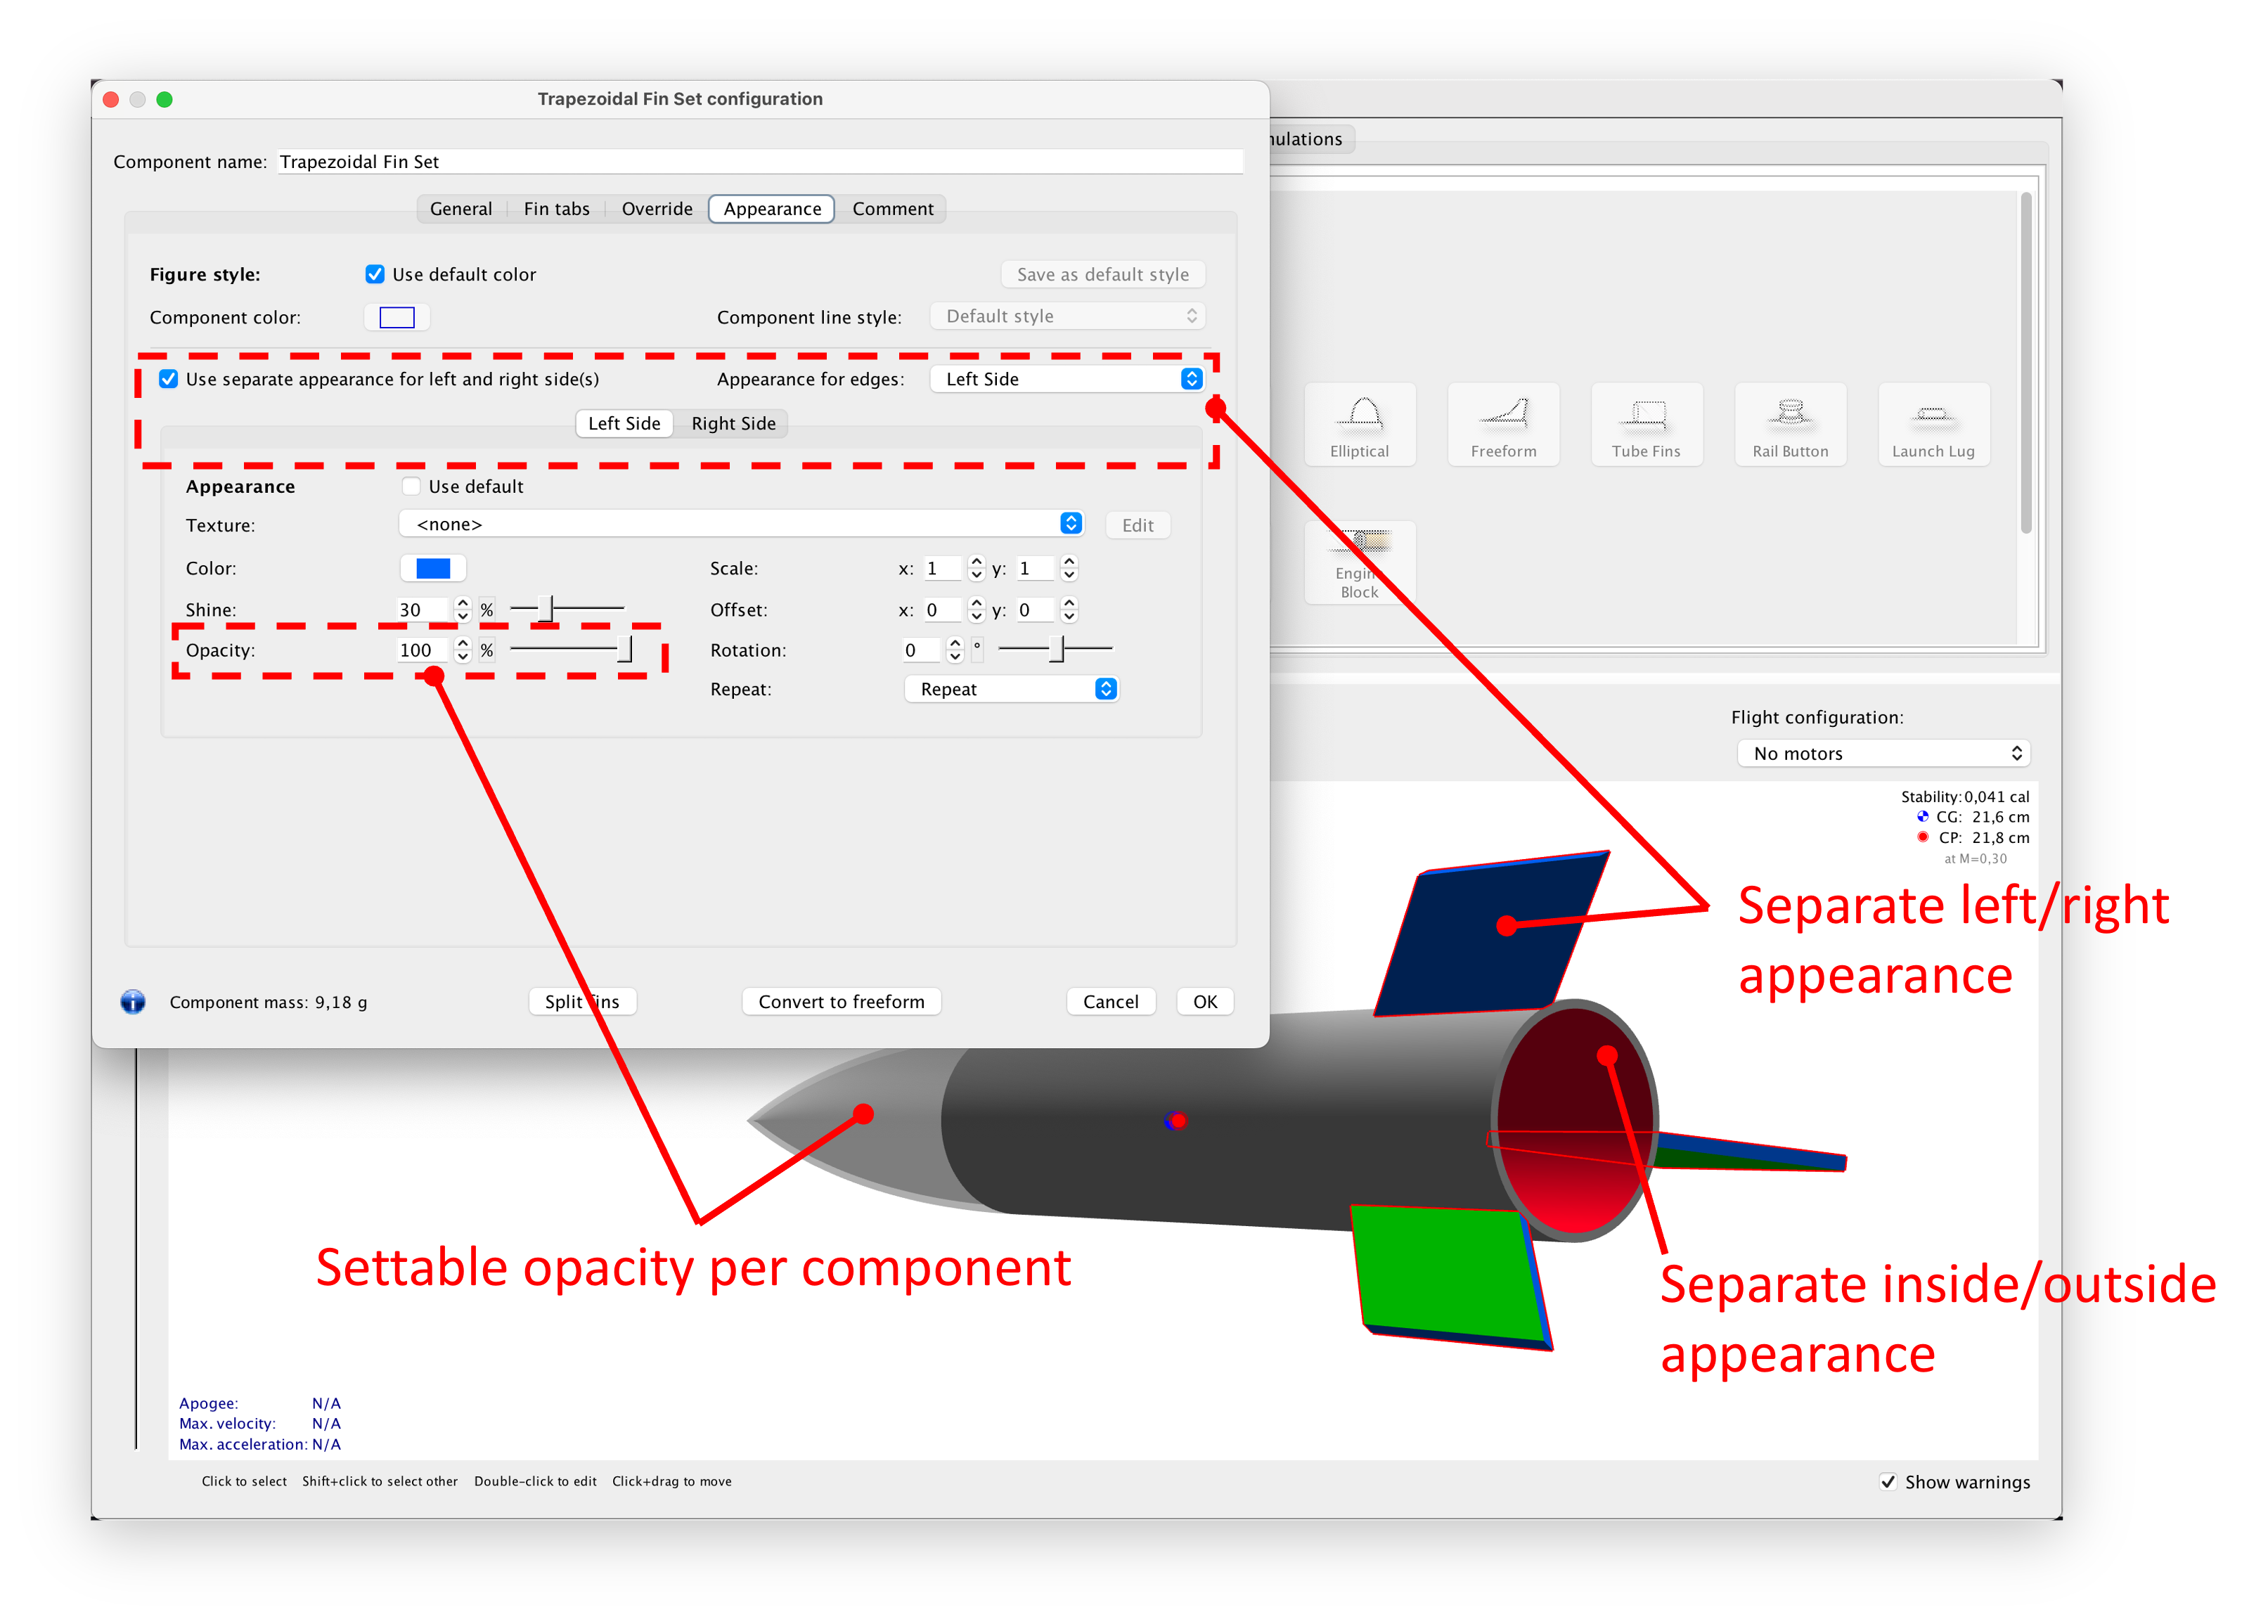 Trapezoidal Fin Set configuration
Component name: Trapezoidal Fin Set
General Fin tabs Override Appearance Comment
Figure style: Use default color Save as default style
Component color: Component line style: Default style
Use separate appearance for left and right side(s) Appearance for edges: Left Side
Left Side Right Side
Appearance Use default
Texture: <none> Edit
Color: Scale: x: 1 y: 1
Shine: 30 % Offset: x: 0 y: 0
Opacity: 100 % Rotation: 0 °
Repeat: Repeat
Component mass: 9,18 g Split fins Convert to freeform Cancel OK
Elliptical Freeform Tube Fins Rail Button Launch Lug
Engine
Block
Flight configuration:
No motors
Stability: 0,041 cal
CG: 21,6 cm
CP: 21,8 cm
at M=0,30
Separate left/right
appearance
Settable opacity per component
Separate inside/outside
appearance
Apogee: N/A
Max. velocity: N/A
Max. acceleration: N/A
Click to select Shift+click to select other Double-click to edit Click+drag to move
Show warnings